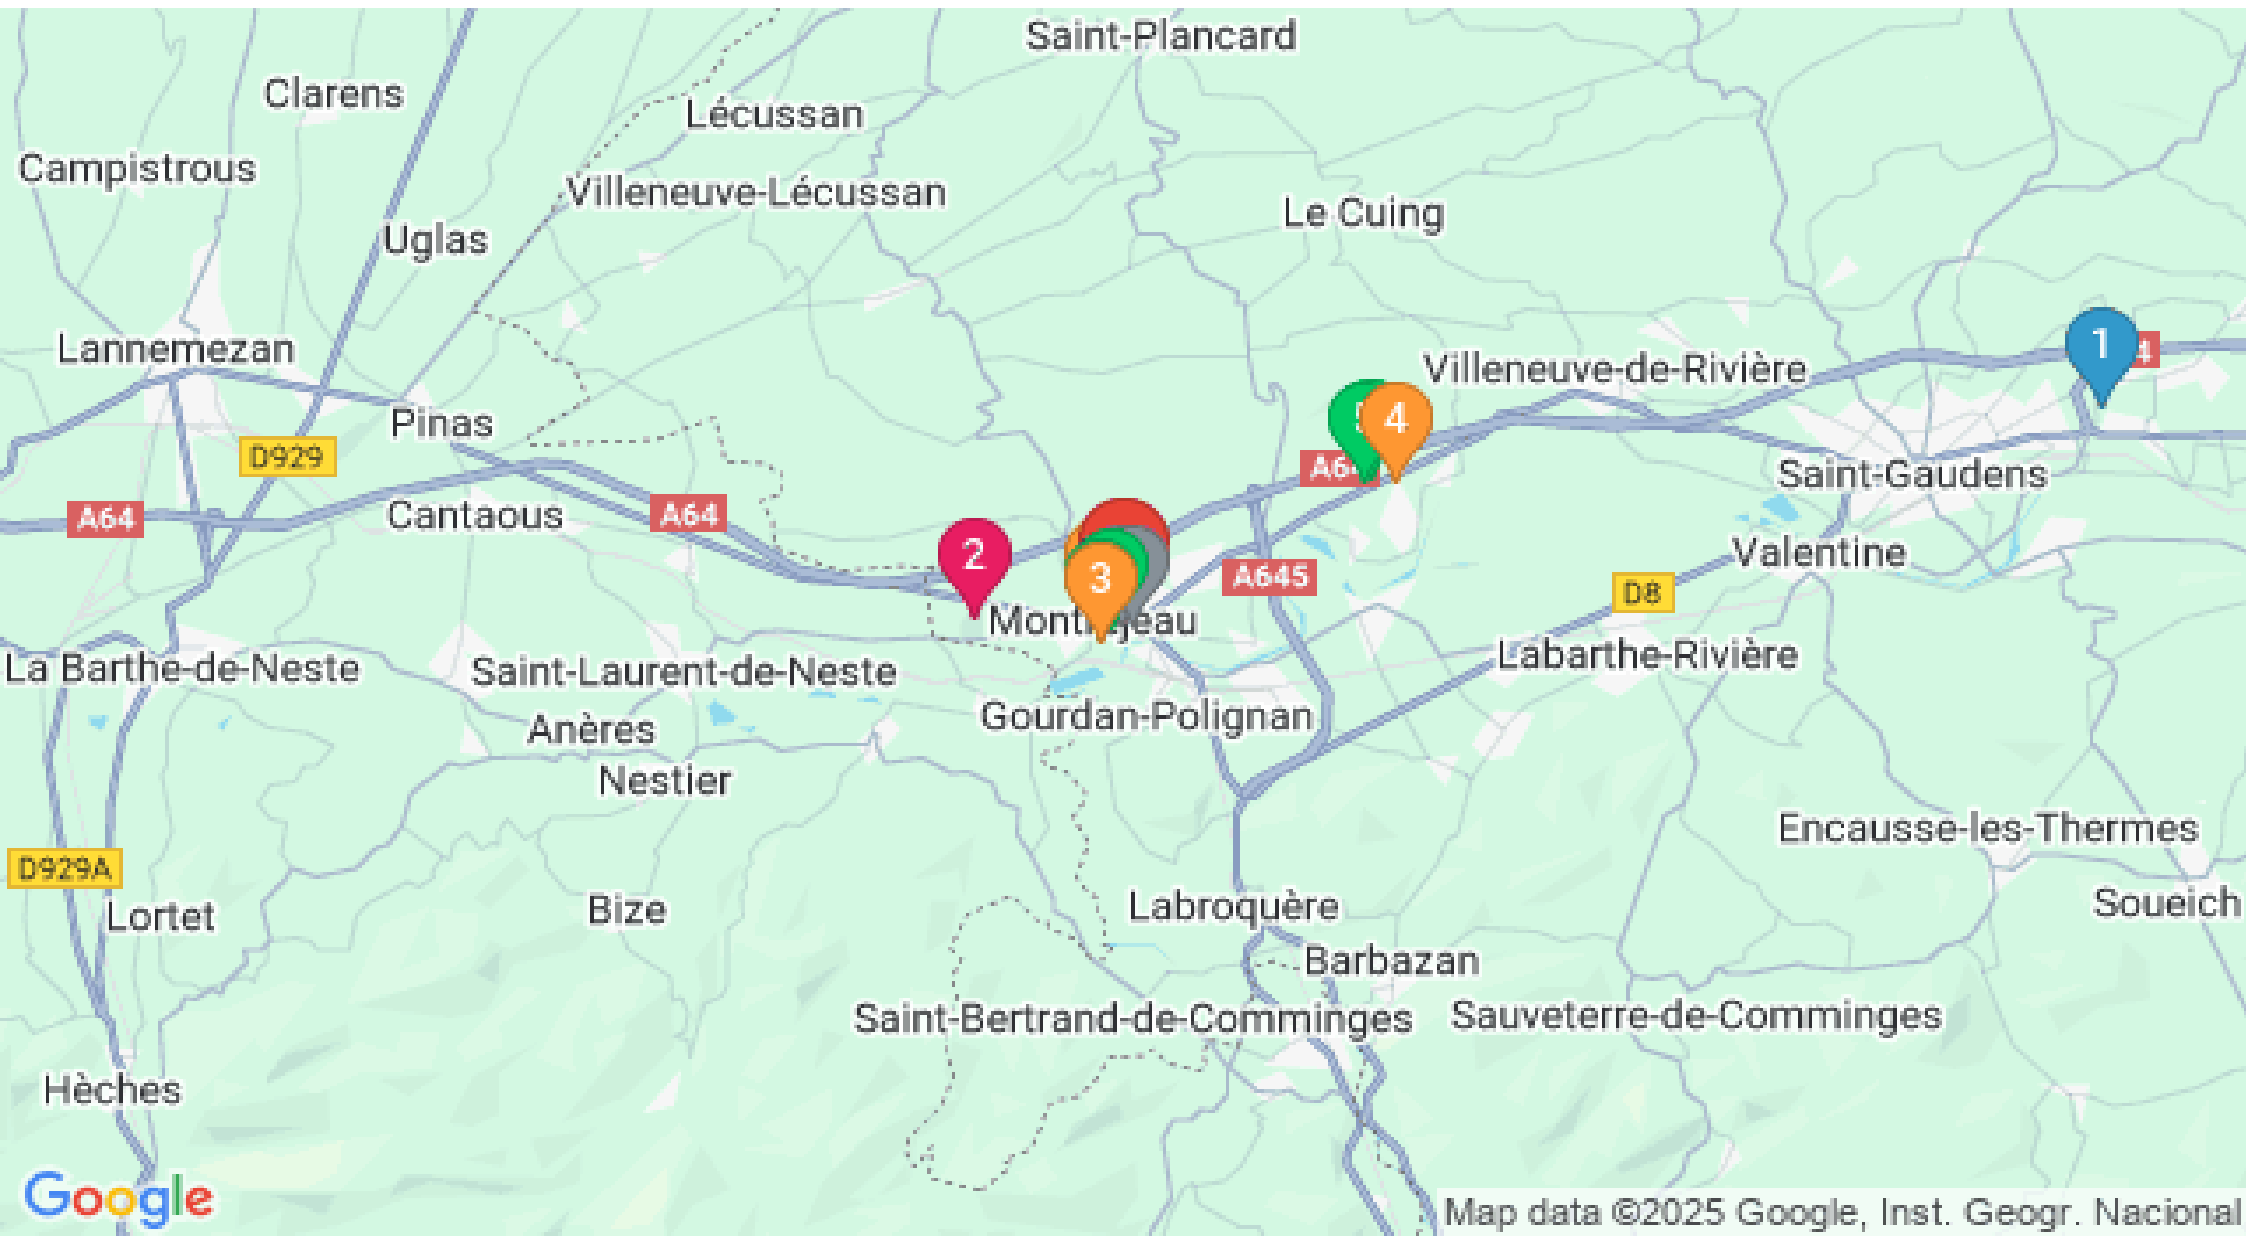 Saint-Plancard
Clarens
Lécussan
Campistrous
Villeneuve-Lécussan
Le Cuing
Uglas
1
Lannemezan
Villeneuve-de-Rivière
4
Pinas
D929
Saint-Gaudens
A64
Cantaous
A64
2
Valentine
3
A645
D8
Labarthe-Rivière
La Barthe-de-Neste
Saint-Laurent-de-Neste
Gourdan-Polignan
Anères
Nestier
Encausse-les-Thermes
D929A
Lortet
Bize
Labroquère
Soueich
Barbazan
Saint-Bertrand-de-Comminges
Sauveterre-de-Comminges
Hèches
Google
Map data ©2025 Google, Inst. Geogr. Nacional